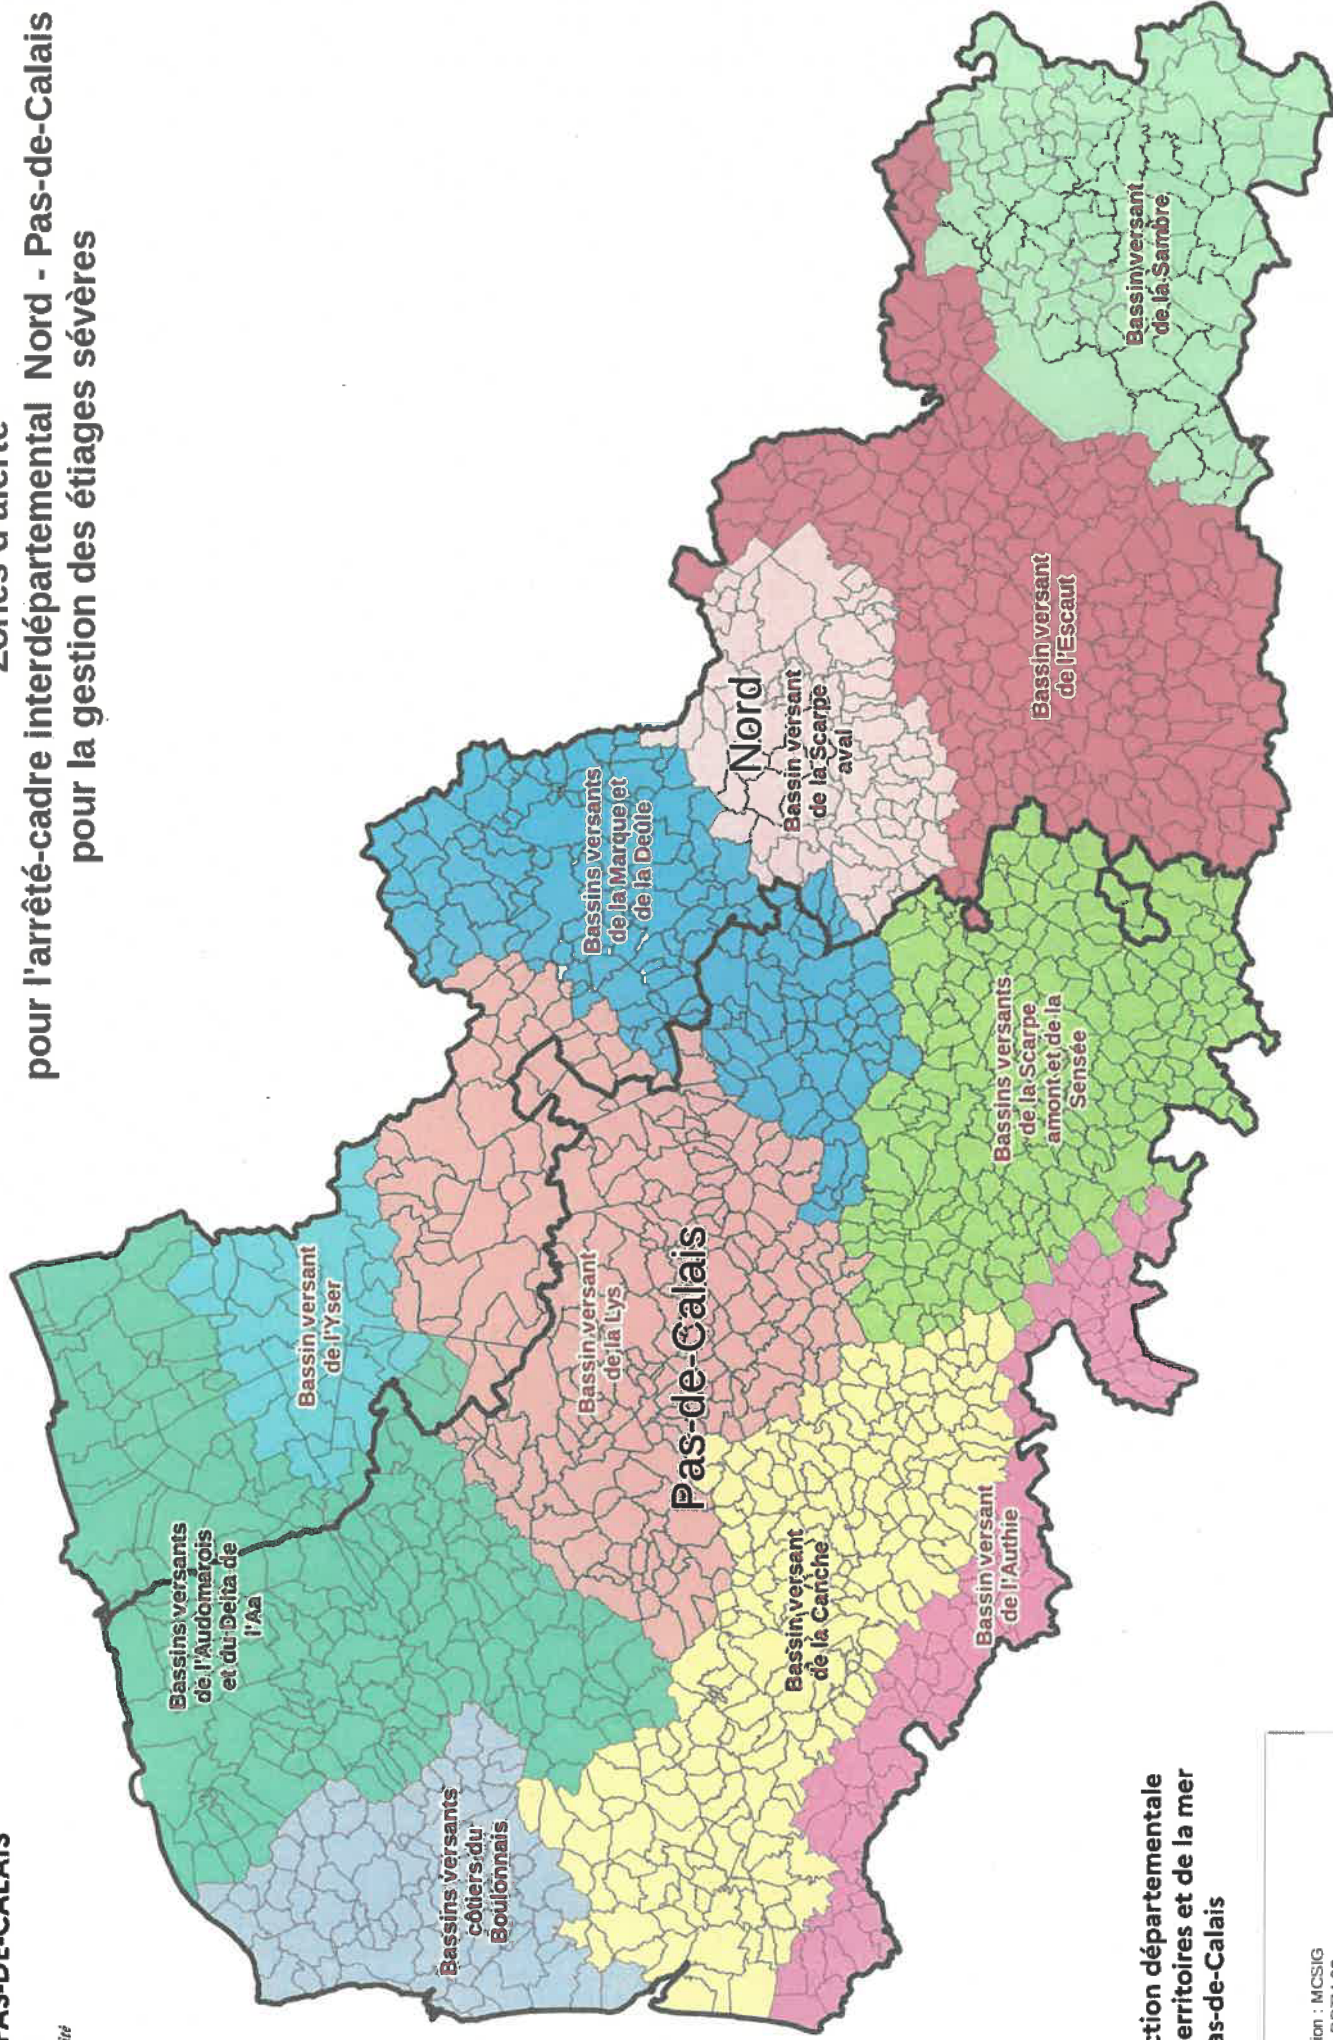 PAS-DE-CALAIS
zones d'alerte
pour l'arrêté-cadre interdépartemental Nord - Pas-de-Calais
pour la gestion des étiages sévères
Bassins versants
de l'Audomarois
et du Delta de
l'Aa
Bassin versant
de l'Yser
Bassins versants
côtiers du
Boulonnais
Bassin versant
de la Lys
Bassins versants
de la Marque et
de la Deûle
Pas-de-Calais
Nord
Bassin versant
de la Scarpe
aval
Bassin versant
de la Canche
Bassin versant
de l'Authie
Bassins versants
de la Scarpe
amont et de la
Sensée
Bassin versant
de l'Escaut
Bassin versant
de la Sambre
tion départementale
erritoires et de la mer
as-de-Calais
ion : MCSIG